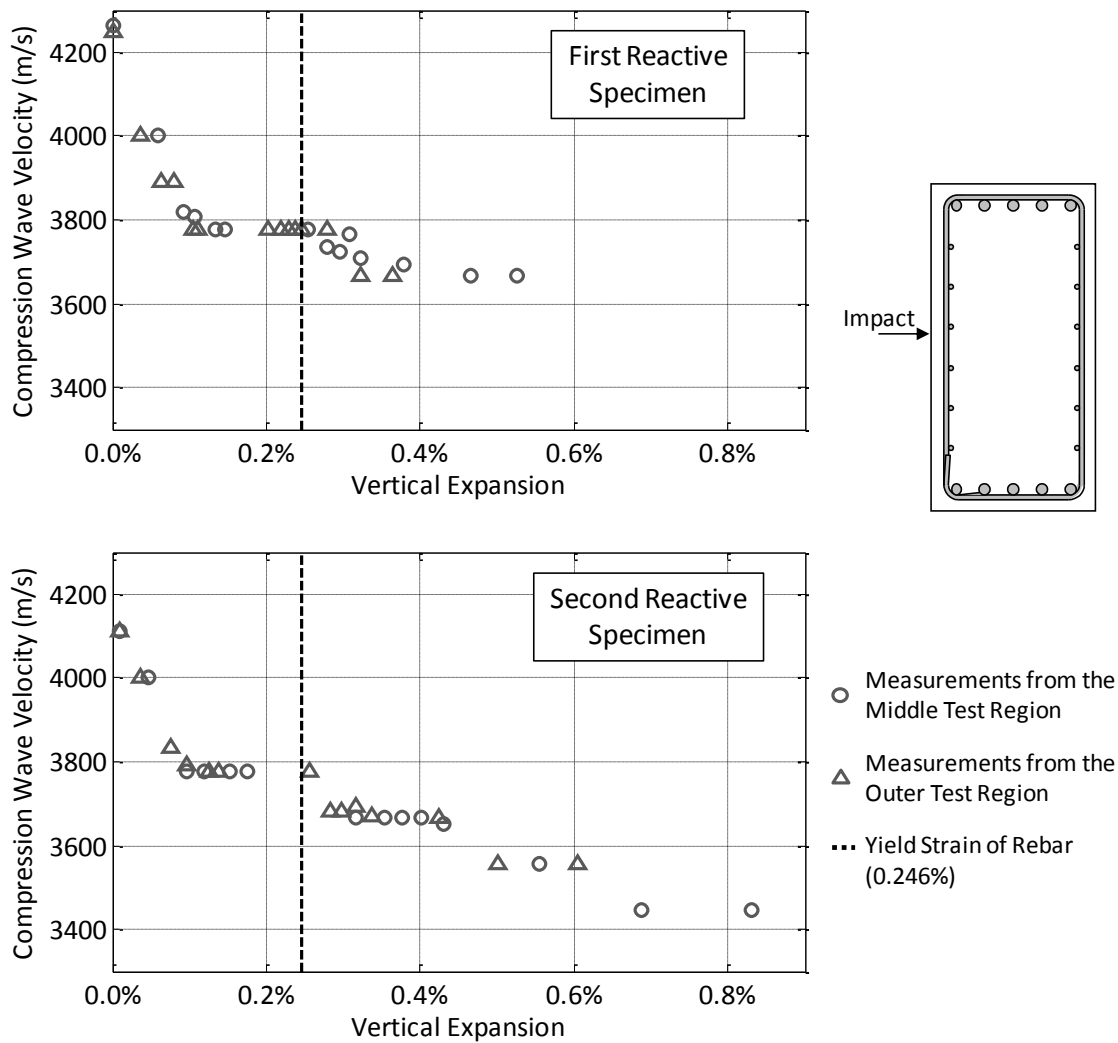 Compression Wave Velocity (m/s)
4200
4000
3800
3600
3400
First Reactive
Specimen
0.0%
0.2%
0.4%
0.6%
0.8%
Vertical Expansion
Impact
Compression Wave Velocity (m/s)
4200
4000
3800
3600
3400
Second Reactive
Specimen
0.0%
0.2%
0.4%
0.6%
0.8%
Vertical Expansion
Measurements from the
Middle Test Region
Measurements from the
Outer Test Region
Yield Strain of Rebar
(0.246%)